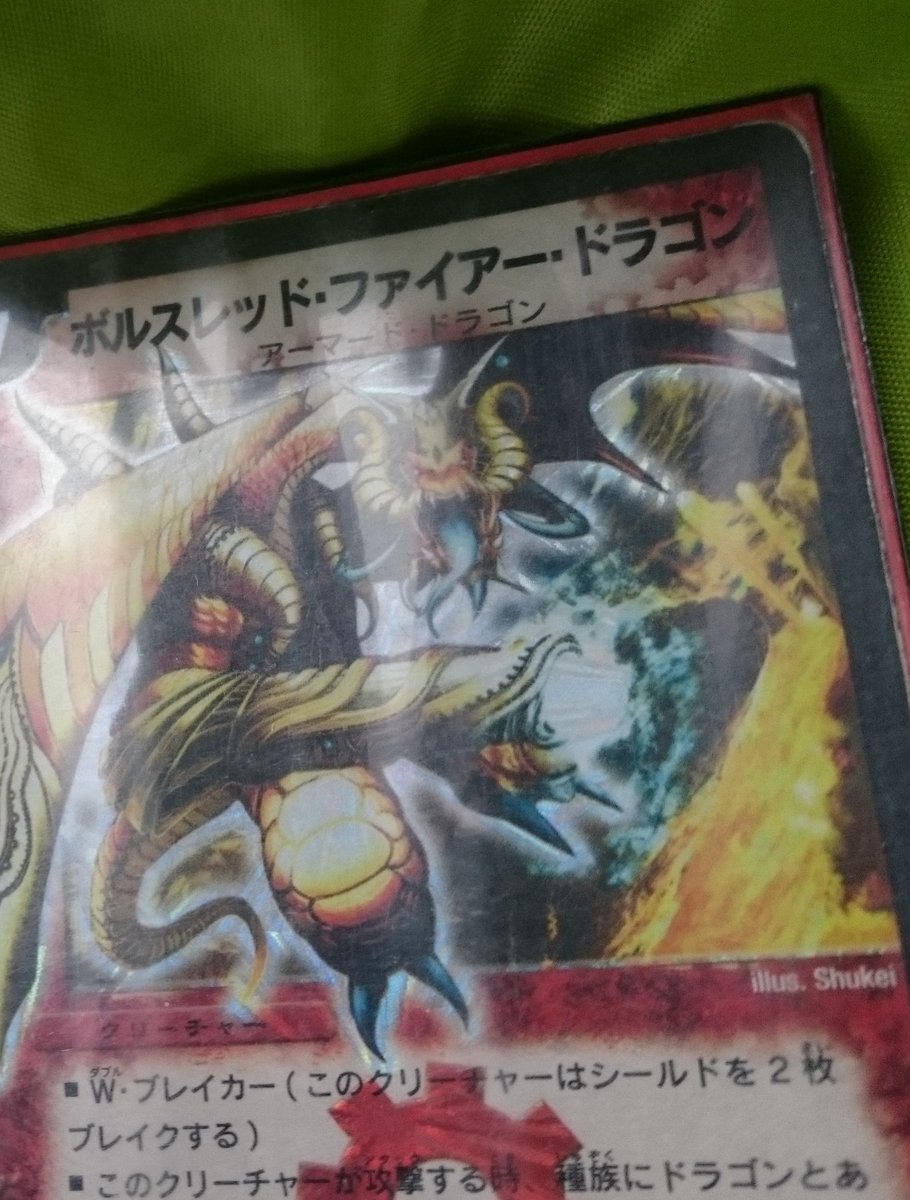 ボルスレッド・ファイアー・ドラゴン
アーマード・ドラゴン
illus. Shukei
クリーチャー
■W・ブレイカー(このクリーチャーはシールドを2枚
ブレイクする)
■このクリーチャーが攻撃する時、種族にドラゴンとあ